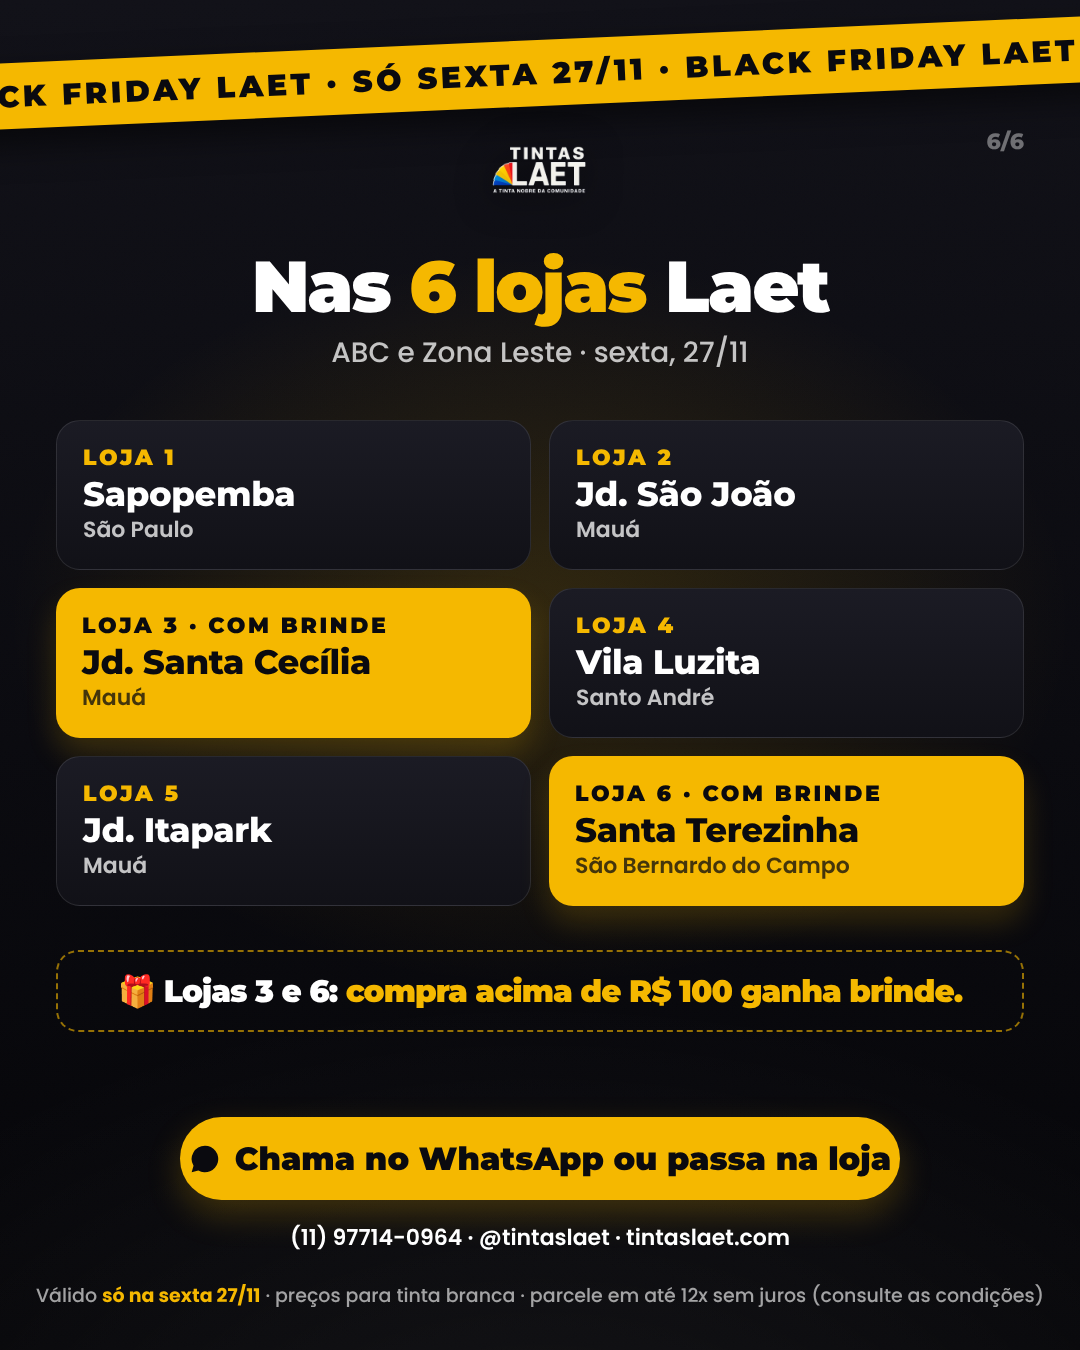 CK FRIDAY LAET · SÓ SEXTA 27/11 · BLACK FRIDAY LAET
6/6
TINTAS
LAET
A TINTA NOBRE DA COMUNIDADE
Nas 6 lojas Laet
ABC e Zona Leste · sexta, 27/11
LOJA 1
Sapopemba
São Paulo
LOJA 2
Jd. São João
Mauá
LOJA 3 · COM BRINDE
Jd. Santa Cecília
Mauá
LOJA 4
Vila Luzita
Santo André
LOJA 5
Jd. Itapark
Mauá
LOJA 6 · COM BRINDE
Santa Terezinha
São Bernardo do Campo
🎁 Lojas 3 e 6: compra acima de R$ 100 ganha brinde.
Chama no WhatsApp ou passa na loja
(11) 97714-0964 · @tintaslaet · tintaslaet.com
Válido só na sexta 27/11 · preços para tinta branca · parcele em até 12x sem juros (consulte as condições)